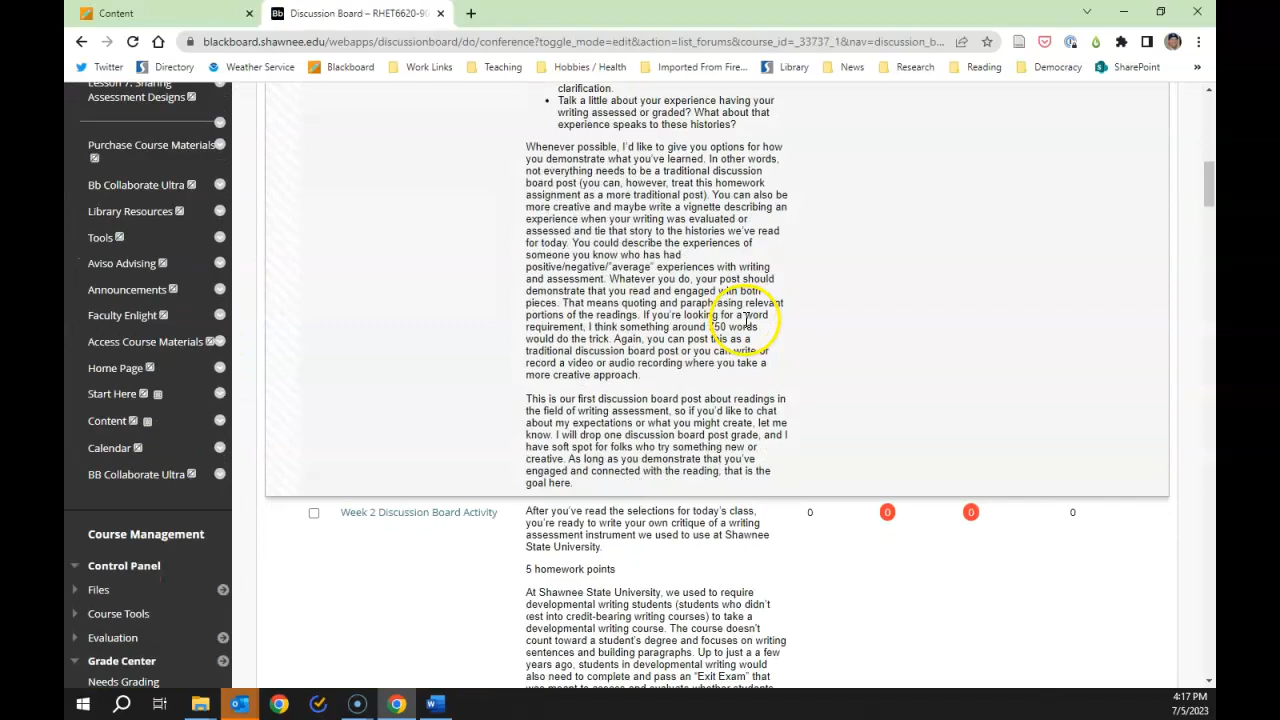 Content
Bb Discussion Board – RHET6620-90
blackboard.shawnee.edu/webapps/discussionboard/do/conference?toggle_mode=edit&action=list_forums&course_id=_33737_1&nav=discussion_b...
Twitter
Directory
Weather Service
Blackboard
Work Links
Teaching
Hobbies / Health
Imported From Fire...
Library
News
Research
Reading
Democracy
SharePoint
Lesson 7: Sharing
Assessment Designs
Purchase Course Materials
Bb Collaborate Ultra
Library Resources
Tools
Aviso Advising
Announcements
Faculty Enlight
Access Course Materials
Home Page
Start Here
Content
Calendar
BB Collaborate Ultra
Course Management
Control Panel
Files
Course Tools
Evaluation
Grade Center
Needs Grading
clarification.
• Talk a little about your experience having your
writing assessed or graded? What about that
experience speaks to these histories?
Whenever possible, I'd like to give you options for how
you demonstrate what you've learned. In other words,
not everything needs to be a traditional discussion
board post (you can, however, treat this homework
assignment as a more traditional post). You can also be
more creative and maybe write a vignette describing an
experience when your writing was evaluated or
assessed and tie that story to the histories we've read
for today. You could describe the experiences of
someone you know who has had
positive/negative/"average" experiences with writing
and assessment. Whatever you do, your post should
demonstrate that you read and engaged with both
pieces. That means quoting and paraphrasing relevant
portions of the readings. If you're looking for a word
requirement, I think something around 750 words
would do the trick. Again, you can post this as a
traditional discussion board post or you can write or
record a video or audio recording where you take a
more creative approach.
This is our first discussion board post about readings in
the field of writing assessment, so if you'd like to chat
about my expectations or what you might create, let me
know. I will drop one discussion board post grade, and I
have soft spot for folks who try something new or
creative. As long as you demonstrate that you've
engaged and connected with the reading, that is the
goal here.
Week 2 Discussion Board Activity
After you've read the selections for today's class,
you're ready to write your own critique of a writing
assessment instrument we used to use at Shawnee
State University.
0
0
0
0
5 homework points
At Shawnee State University, we used to require
developmental writing students (students who didn't
test into credit-bearing writing courses) to take a
developmental writing course. The course doesn't
count toward a student's degree and focuses on writing
sentences and building paragraphs. Up to just a a few
years ago, students in developmental writing would
also need to complete and pass an "Exit Exam" that
was meant to assess and evaluate whether students
4:17 PM
7/5/2023